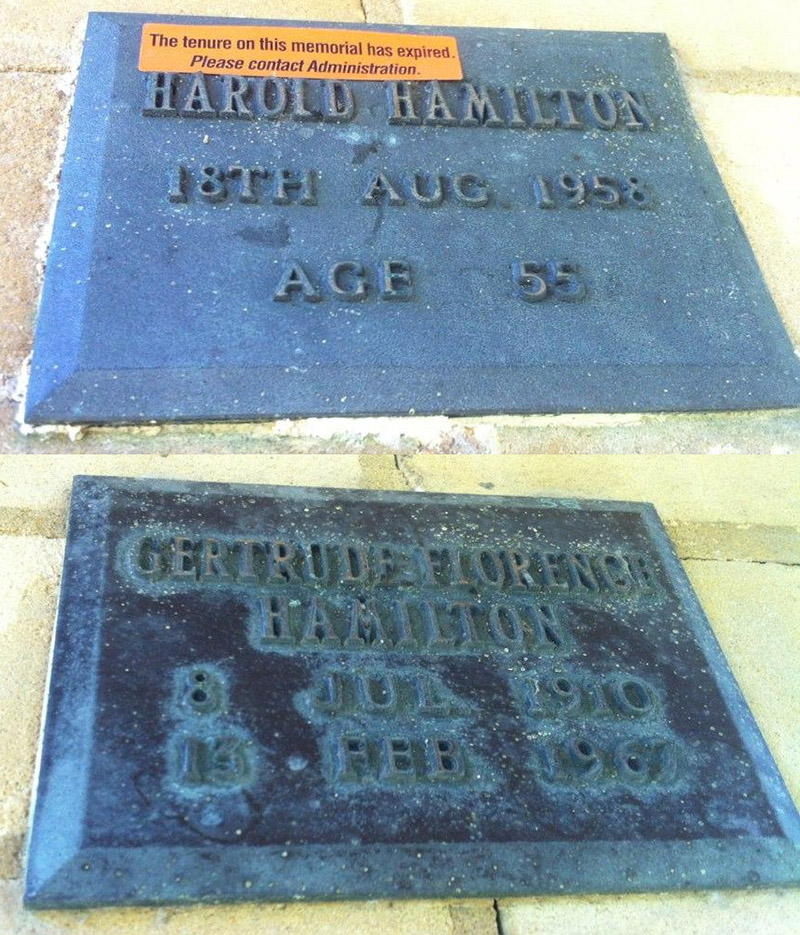 The tenure on this memorial has expired.
Please contact Administration.
HAROLD HAMILTON
18TH AUG. 1958
AGE 55
GERTRUDE FLORENCE
HAMILTON
8 JUL. 1910
13 FEB 1967